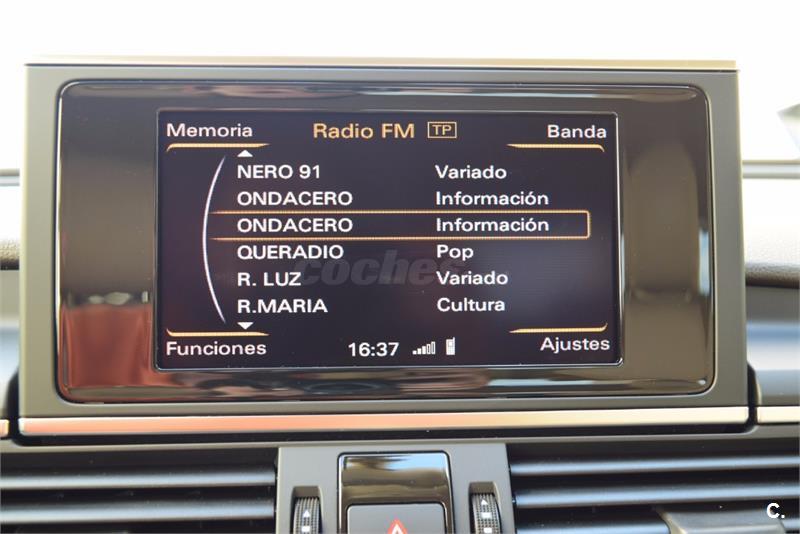 Memoria Radio FM TP Banda
NERO 91 Variado
ONDACERO Información
ONDACERO Información
QUERADIO Pop
R. LUZ Variado
R.MARIA Cultura
Funciones 16:37 Ajustes
coches
C.